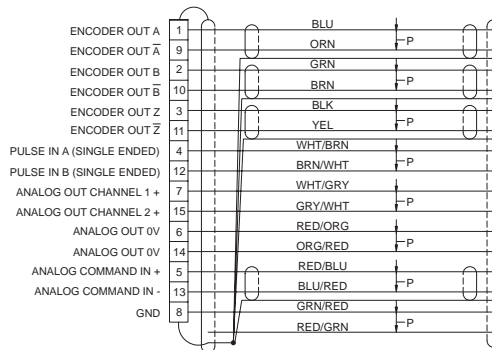 ENCODER OUT A 1 BLU
ENCODER OUT A̅ 9 ORN P
GRN
ENCODER OUT B 2
ENCODER OUT B̅ 10 BRN P
BLK
ENCODER OUT Z 3
ENCODER OUT Z̅ 11 YEL P
PULSE IN A (SINGLE ENDED) 4 WHT/BRN
PULSE IN B (SINGLE ENDED) 12 BRN/WHT P
ANALOG OUT CHANNEL 1 + 7 WHT/GRY
ANALOG OUT CHANNEL 2 + 15 GRY/WHT P
ANALOG OUT 0V 6 RED/ORG
ANALOG OUT 0V 14 ORG/RED P
ANALOG COMMAND IN + 5 RED/BLU
ANALOG COMMAND IN - 13 BLU/RED P
GND 8 GRN/RED
RED/GRN P